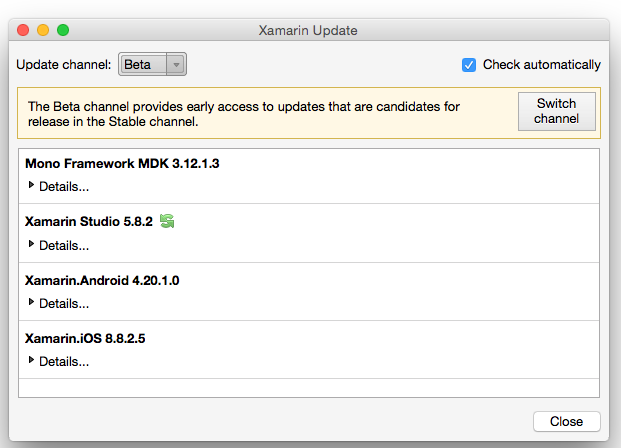 Xamarin Update
Update channel: Beta Check automatically
The Beta channel provides early access to updates that are candidates for
release in the Stable channel.
Switch
channel
Mono Framework MDK 3.12.1.3
Details...
Xamarin Studio 5.8.2
Details...
Xamarin.Android 4.20.1.0
Details...
Xamarin.iOS 8.8.2.5
Details...
Close